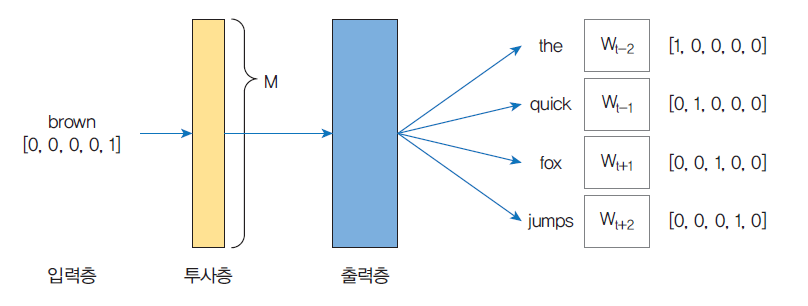 the W_{t-2} [1, 0, 0, 0, 0]
M
quick W_{t-1} [0, 1, 0, 0, 0]
brown
[0, 0, 0, 0, 1]
fox W_{t+1} [0, 0, 1, 0, 0]
jumps W_{t+2} [0, 0, 0, 1, 0]
입력층 투사층 출력층